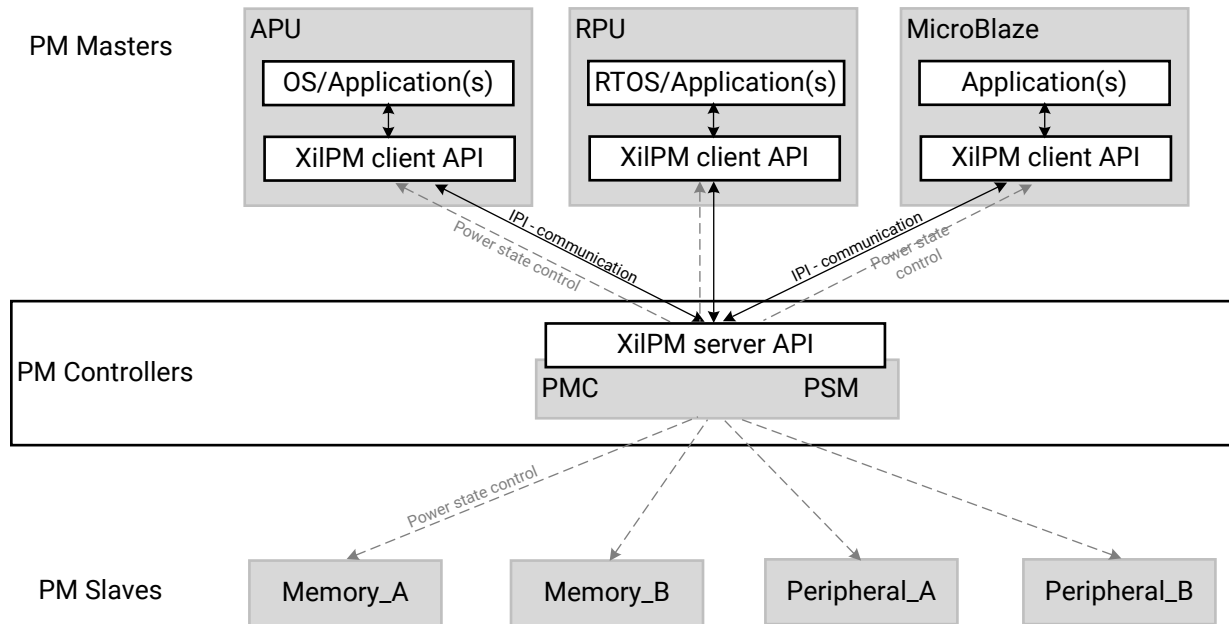 PM Masters
APU
RPU
MicroBlaze
OS/Application(s)
RTOS/Application(s)
Application(s)
XilPM client API
XilPM client API
XilPM client API
IPI - communication
Power state control
IPI - communication
Power state
control
PM Controllers
XilPM server API
PMC
PSM
Power state control
PM Slaves
Memory_A
Memory_B
Peripheral_A
Peripheral_B